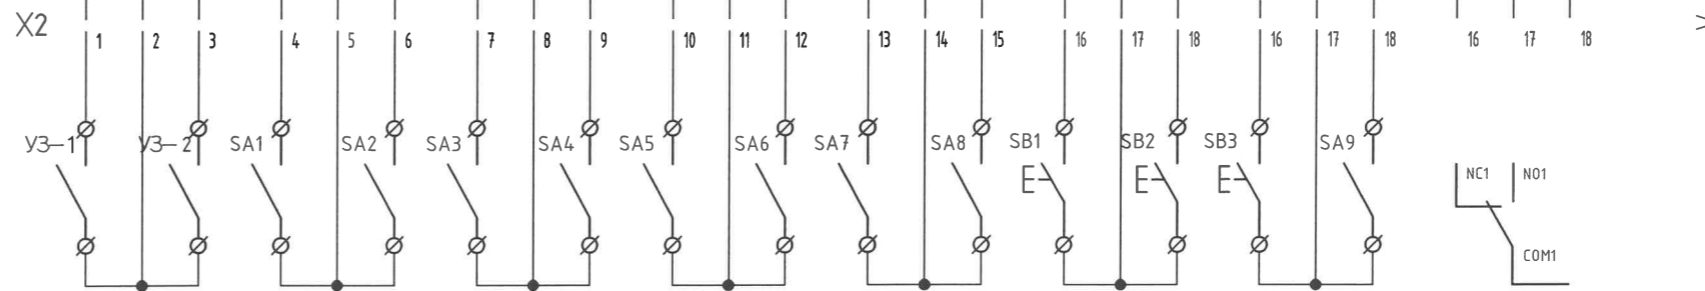 X2
1 2 3 4 5 6 7 8 9 10 11 12 13 14 15 16 17 18 16 17 18 16 17 18
УЗ-1 УЗ-2 SA1 SA2 SA3 SA4 SA5 SA6 SA7 SA8 SB1 SB2 SB3 SA9
NC1 NO1
COM1